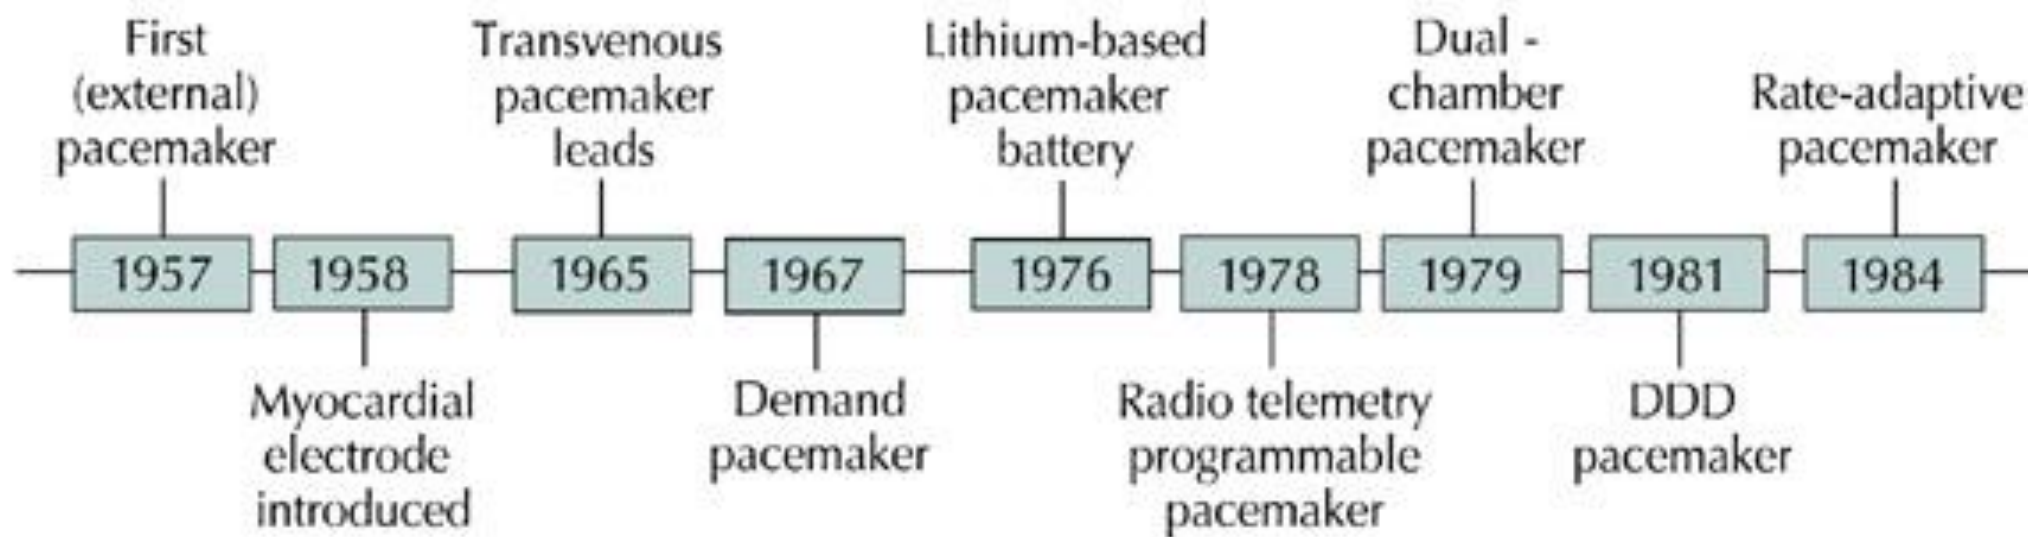 First
(external)
pacemaker
Transvenous
pacemaker
leads
Lithium-based
pacemaker
battery
Dual -
chamber
pacemaker
Rate-adaptive
pacemaker
1957
1958
1965
1967
1976
1978
1979
1981
1984
Myocardial
electrode
introduced
Demand
pacemaker
Radio telemetry
programmable
pacemaker
DDD
pacemaker